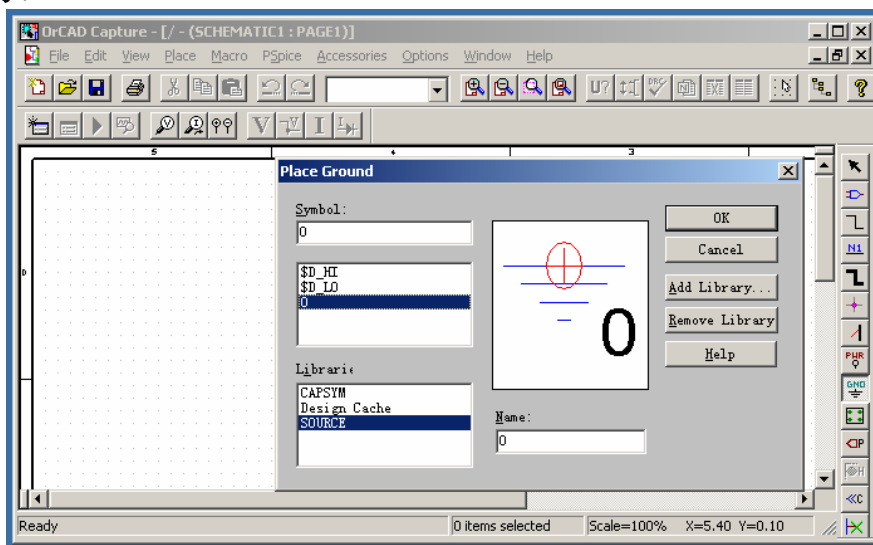 OrCAD Capture - [/ - (SCHEMATIC1 : PAGE1)]
File Edit View Place Macro PSpice Accessories Options Window Help
U? DRC
V I V I
5 4 3
Place Ground
Symbol:
0
$D_HI
$D_LO
0
Librarie
CAPSYM
Design Cache
SOURCE
0
Name:
0
OK
Cancel
Add Library...
Remove Library
Help
D
N1
PWR
GND
P
H
«C
Ready 0 items selected Scale=100% X=5.40 Y=0.10